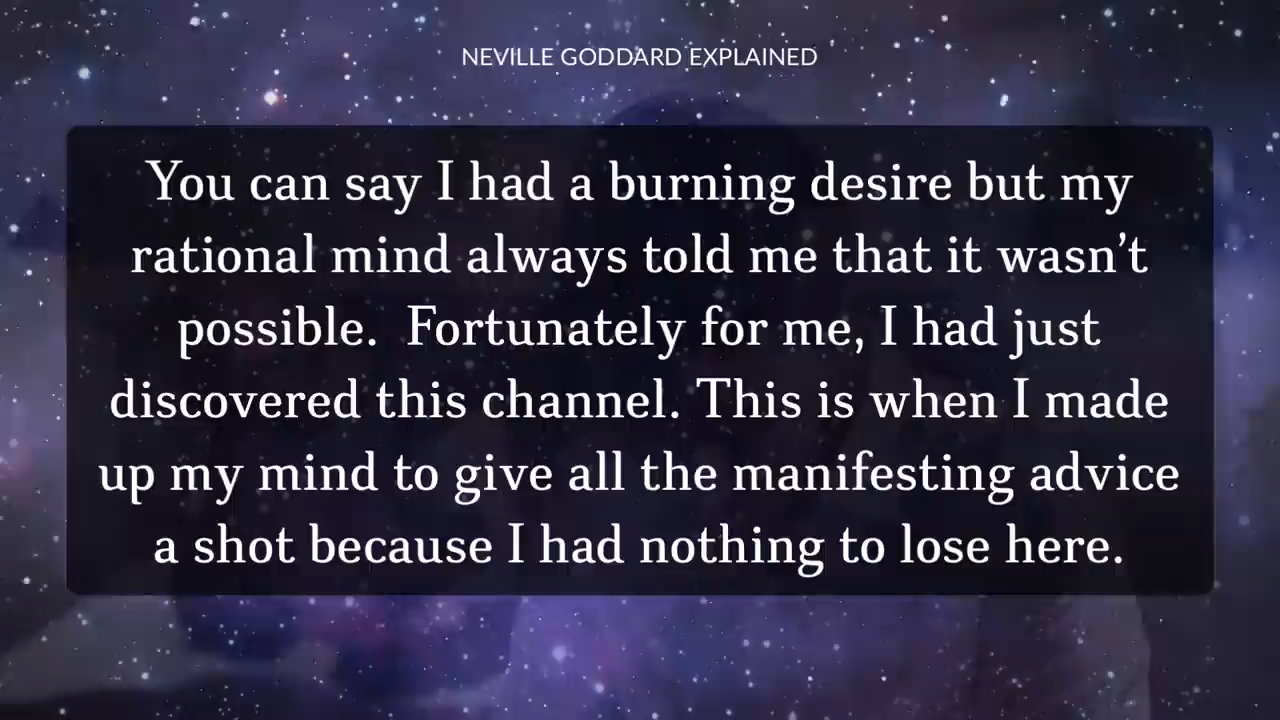 NEVILLE GODDARD EXPLAINED
You can say I had a burning desire but my
rational mind always told me that it wasn’t
possible.  Fortunately for me, I had just
discovered this channel. This is when I made
up my mind to give all the manifesting advice
a shot because I had nothing to lose here.